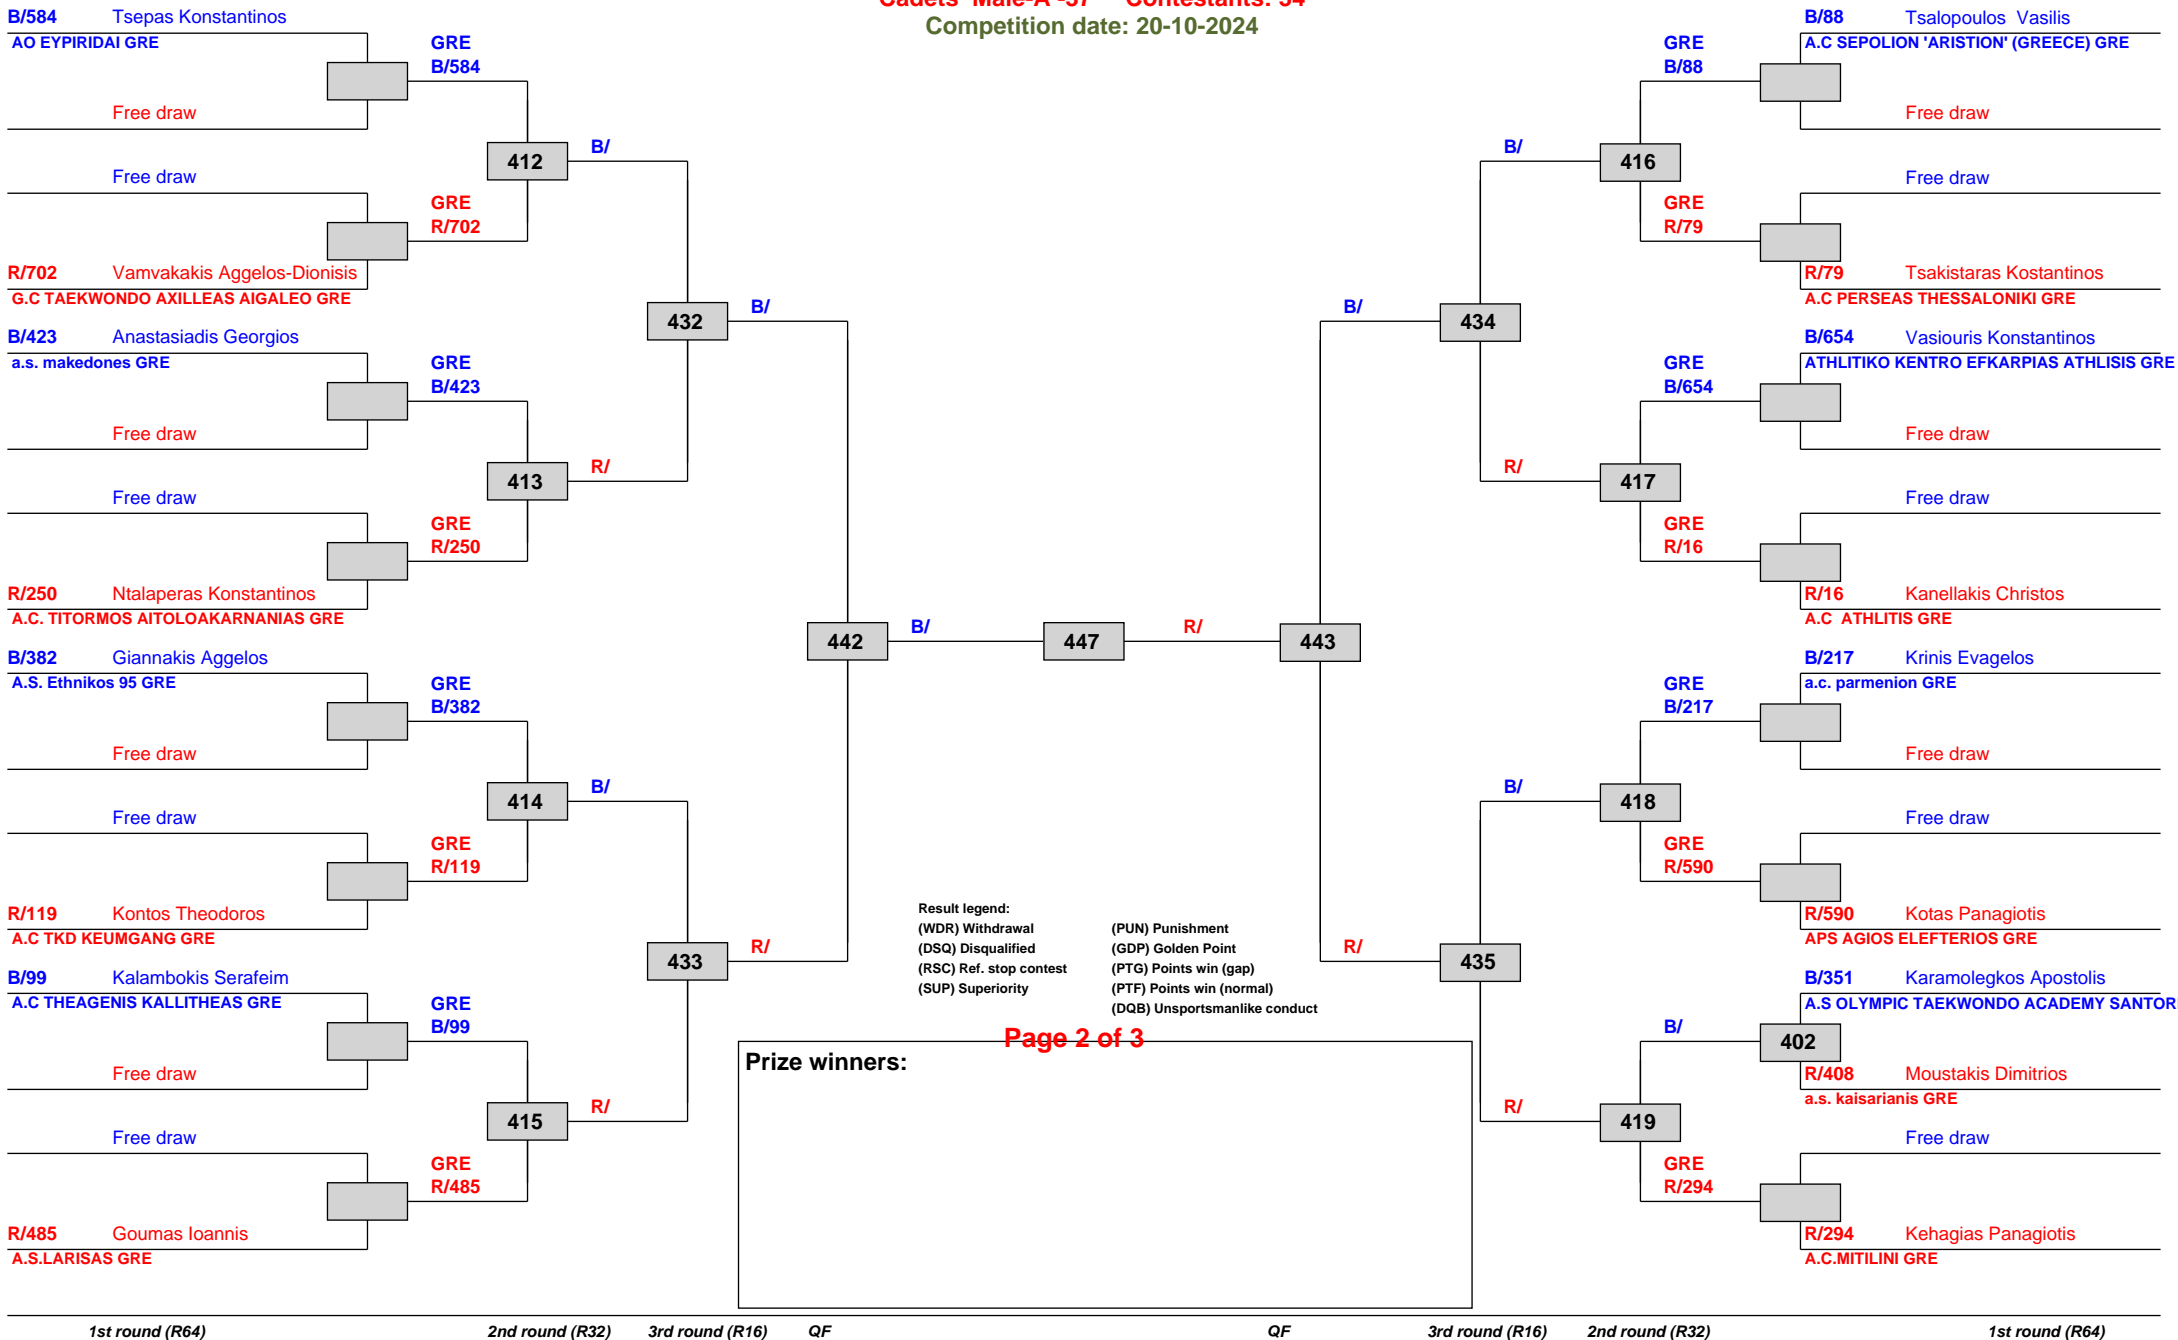 Cadets Male-A -37 Contestants: 54
Competition date: 20-10-2024
B/584 Tsepas Konstantinos
AO EYPIRIDAI GRE
GRE
B/584
Free draw
412
B/
Free draw
GRE
R/702
R/702 Vamvakakis Aggelos-Dionisis
G.C TAEKWONDO AXILLEAS AIGALEO GRE
432
B/
B/423 Anastasiadis Georgios
a.s. makedones GRE
GRE
B/423
Free draw
413
R/
Free draw
GRE
R/250
R/250 Ntalaperas Konstantinos
A.C. TITORMOS AITOLOAKARNANIAS GRE
442
B/
447
R/
443
B/382 Giannakis Aggelos
A.S. Ethnikos 95 GRE
GRE
B/382
Free draw
414
B/
Free draw
GRE
R/119
R/119 Kontos Theodoros
A.C TKD KEUMGANG GRE
433
R/
B/99 Kalambokis Serafeim
A.C THEAGENIS KALLITHEAS GRE
GRE
B/99
Free draw
415
R/
Free draw
GRE
R/485
R/485 Goumas Ioannis
A.S.LARISAS GRE
B/88 Tsalopoulos Vasilis
A.C SEPOLION 'ARISTION' (GREECE) GRE
GRE
B/88
Free draw
B/
416
Free draw
GRE
R/79
R/79 Tsakistaras Kostantinos
A.C PERSEAS THESSALONIKI GRE
B/
434
B/654 Vasiouris Konstantinos
ATHLITIKO KENTRO EFKARPIAS ATHLISIS GRE
GRE
B/654
Free draw
R/
417
Free draw
GRE
R/16
R/16 Kanellakis Christos
A.C ATHLITIS GRE
B/217 Krinis Evagelos
a.c. parmenion GRE
GRE
B/217
Free draw
B/
418
Free draw
GRE
R/590
R/590 Kotas Panagiotis
APS AGIOS ELEFTERIOS GRE
R/
435
B/351 Karamolegkos Apostolis
A.S OLYMPIC TAEKWONDO ACADEMY SANTOR
B/
402
R/408 Moustakis Dimitrios
a.s. kaisarianis GRE
R/
419
Free draw
GRE
R/294
R/294 Kehagias Panagiotis
A.C.MITILINI GRE
Result legend:
(WDR) Withdrawal (PUN) Punishment
(DSQ) Disqualified (GDP) Golden Point
(RSC) Ref. stop contest (PTG) Points win (gap)
(SUP) Superiority (PTF) Points win (normal)
(DQB) Unsportsmanlike conduct
Page 2 of 3
Prize winners:
1st round (R64) 2nd round (R32) 3rd round (R16) QF QF 3rd round (R16) 2nd round (R32) 1st round (R64)